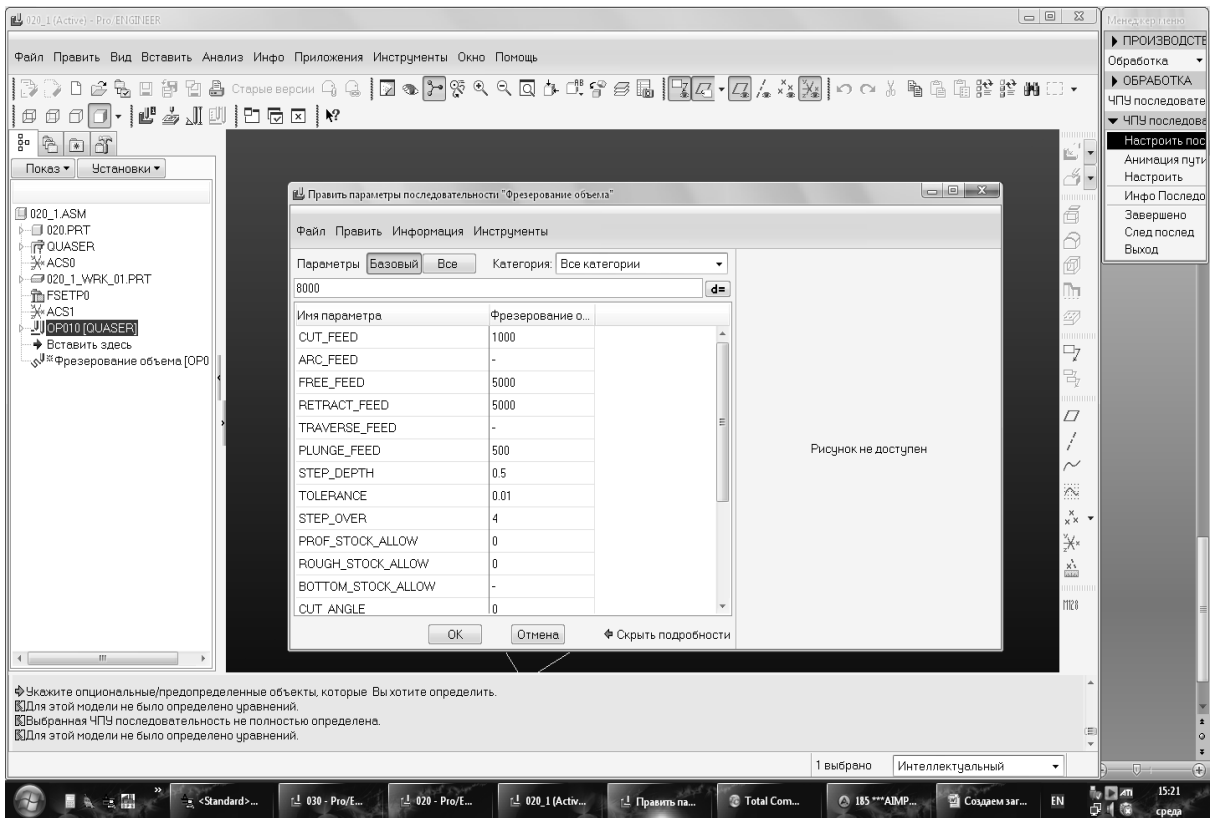 020_1 (Active) - Pro/ENGINEER
Файл Править Вид Вставить Анализ Инфо Приложения Инструменты Окно Помощь
Старые версии
Показ
Установки
020_1.ASM
020.PRT
QUASER
ACS0
020_1_WRK_01.PRT
FSETP0
ACS1
OP010 [QUASER]
Вставить здесь
Фрезерование объема [OP0
Править параметры последовательности "Фрезерование объема"
Файл Править Информация Инструменты
Параметры Базовый Все Категория: Все категории
8000 d=
Имя параметра Фрезерование о...
CUT_FEED 1000
ARC_FEED -
FREE_FEED 5000
RETRACT_FEED 5000
TRAVERSE_FEED -
PLUNGE_FEED 500
STEP_DEPTH 0.5
TOLERANCE 0.01
STEP_OVER 4
PROF_STOCK_ALLOW 0
ROUGH_STOCK_ALLOW 0
BOTTOM_STOCK_ALLOW -
CUT_ANGLE 0
OK Отмена Скрыть подробности
Рисунок не доступен
Менеджер меню
ПРОИЗВОДСТЕ
Обработка
ОБРАБОТКА
ЧПУ последовате
ЧПУ последова
Настроить пос
Анимация пути
Настроить
Инфо Последо
Завершено
След послед
Выход
Укажите опциональные/предопределенные объекты, которые Вы хотите определить.
Для этой модели не было определено уравнений.
Выбранная ЧПУ последовательность не полностью определена.
Для этой модели не было определено уравнений.
1 выбрано Интеллектуальный
<Standard>...
030 - Pro/E...
020 - Pro/E...
020_1 (Activ...
Править па...
Total Com...
185 ***AIMP...
Создаем заг...
EN
15:21
среда